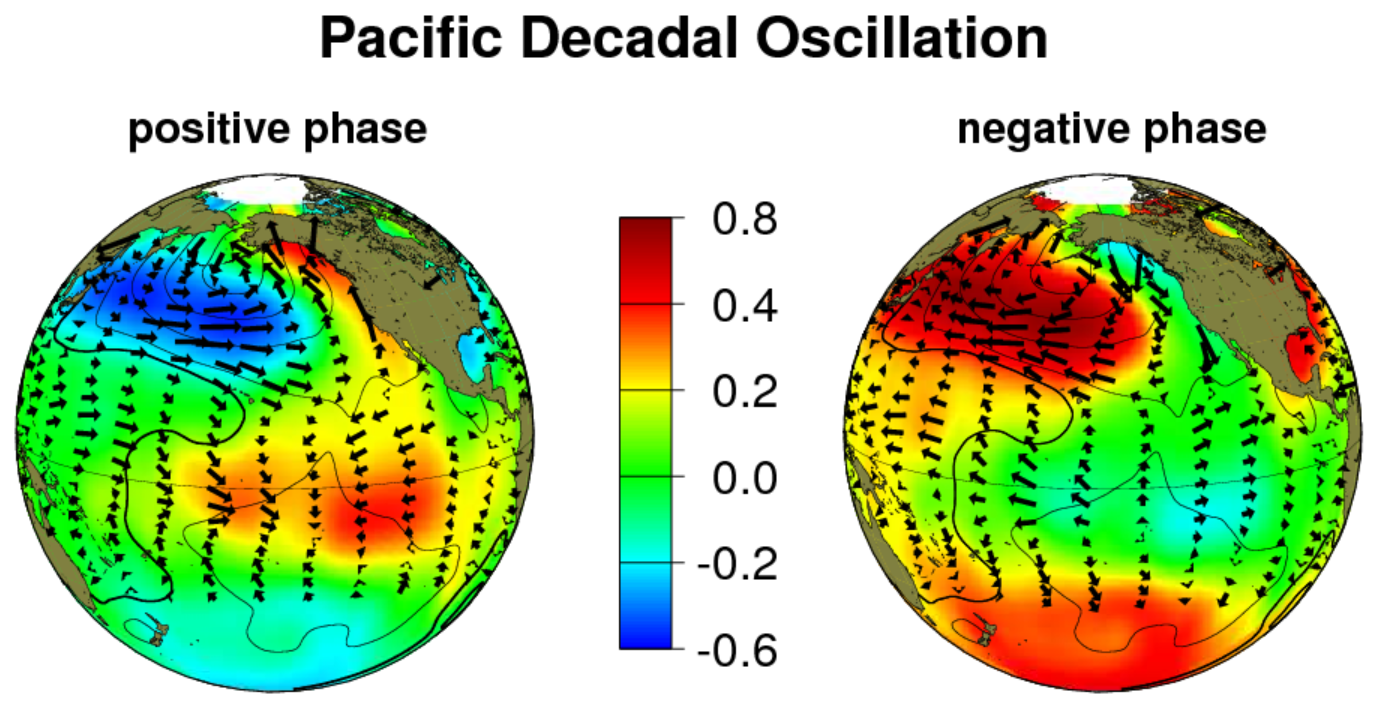 Pacific Decadal Oscillation
positive phase
negative phase
0.8
0.4
0.2
0.0
-0.2
-0.6